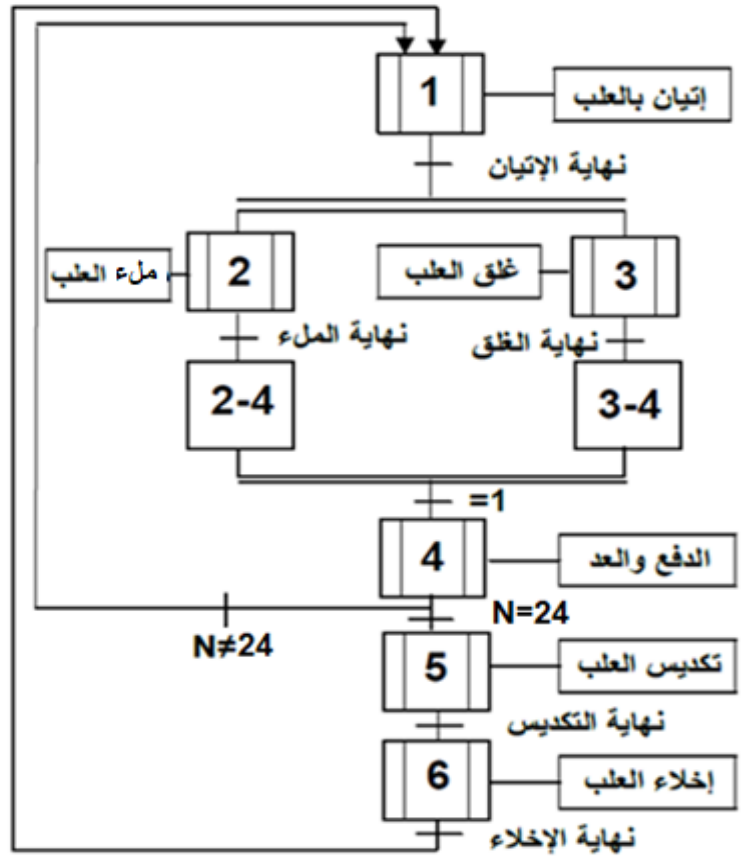 1
إتيان بالعلب
نهاية الإتيان
2
ملء العلب
3
غلق العلب
نهاية الملء
نهاية الغلق
2-4
3-4
=1
4
الدفع والعد
N=24
N≠24
5
تكديس العلب
نهاية التكديس
6
إخلاء العلب
نهاية الإخلاء